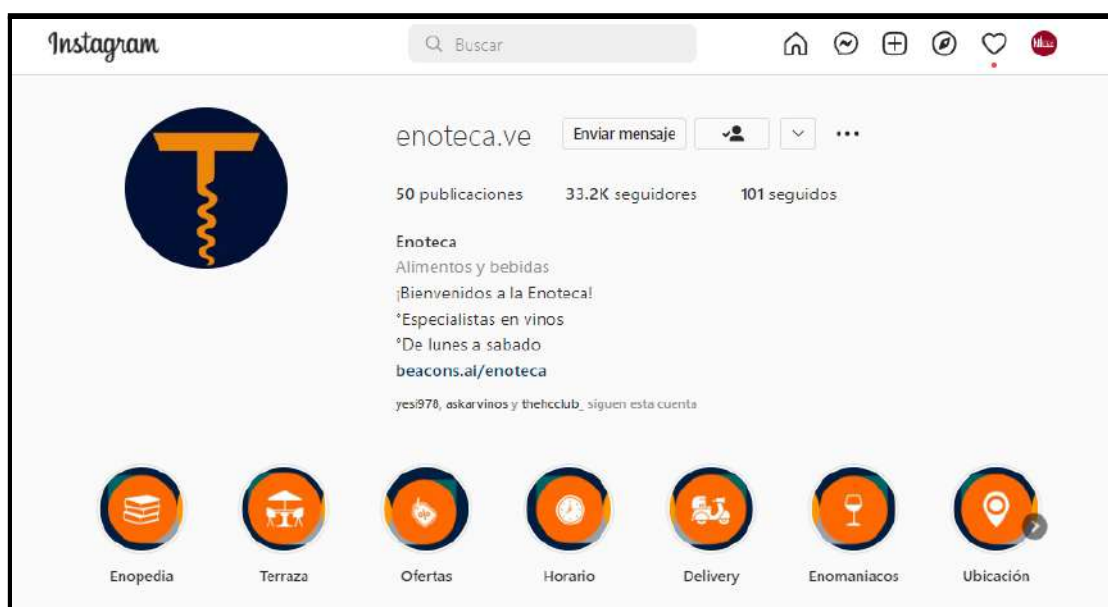 Instagram
Buscar
enoteca.ve Enviar mensaje
50 publicaciones 33.2K seguidores 101 seguidos
Enoteca
Alimentos y bebidas
¡Bienvenidos a la Enoteca!
°Especialistas en vinos
°De lunes a sabado
beacons.ai/enoteca
yesi978, askarvinos y thehcclub_ siguen esta cuenta
Enopedia Terraza Ofertas Horario Delivery Enomaniacos Ubicación